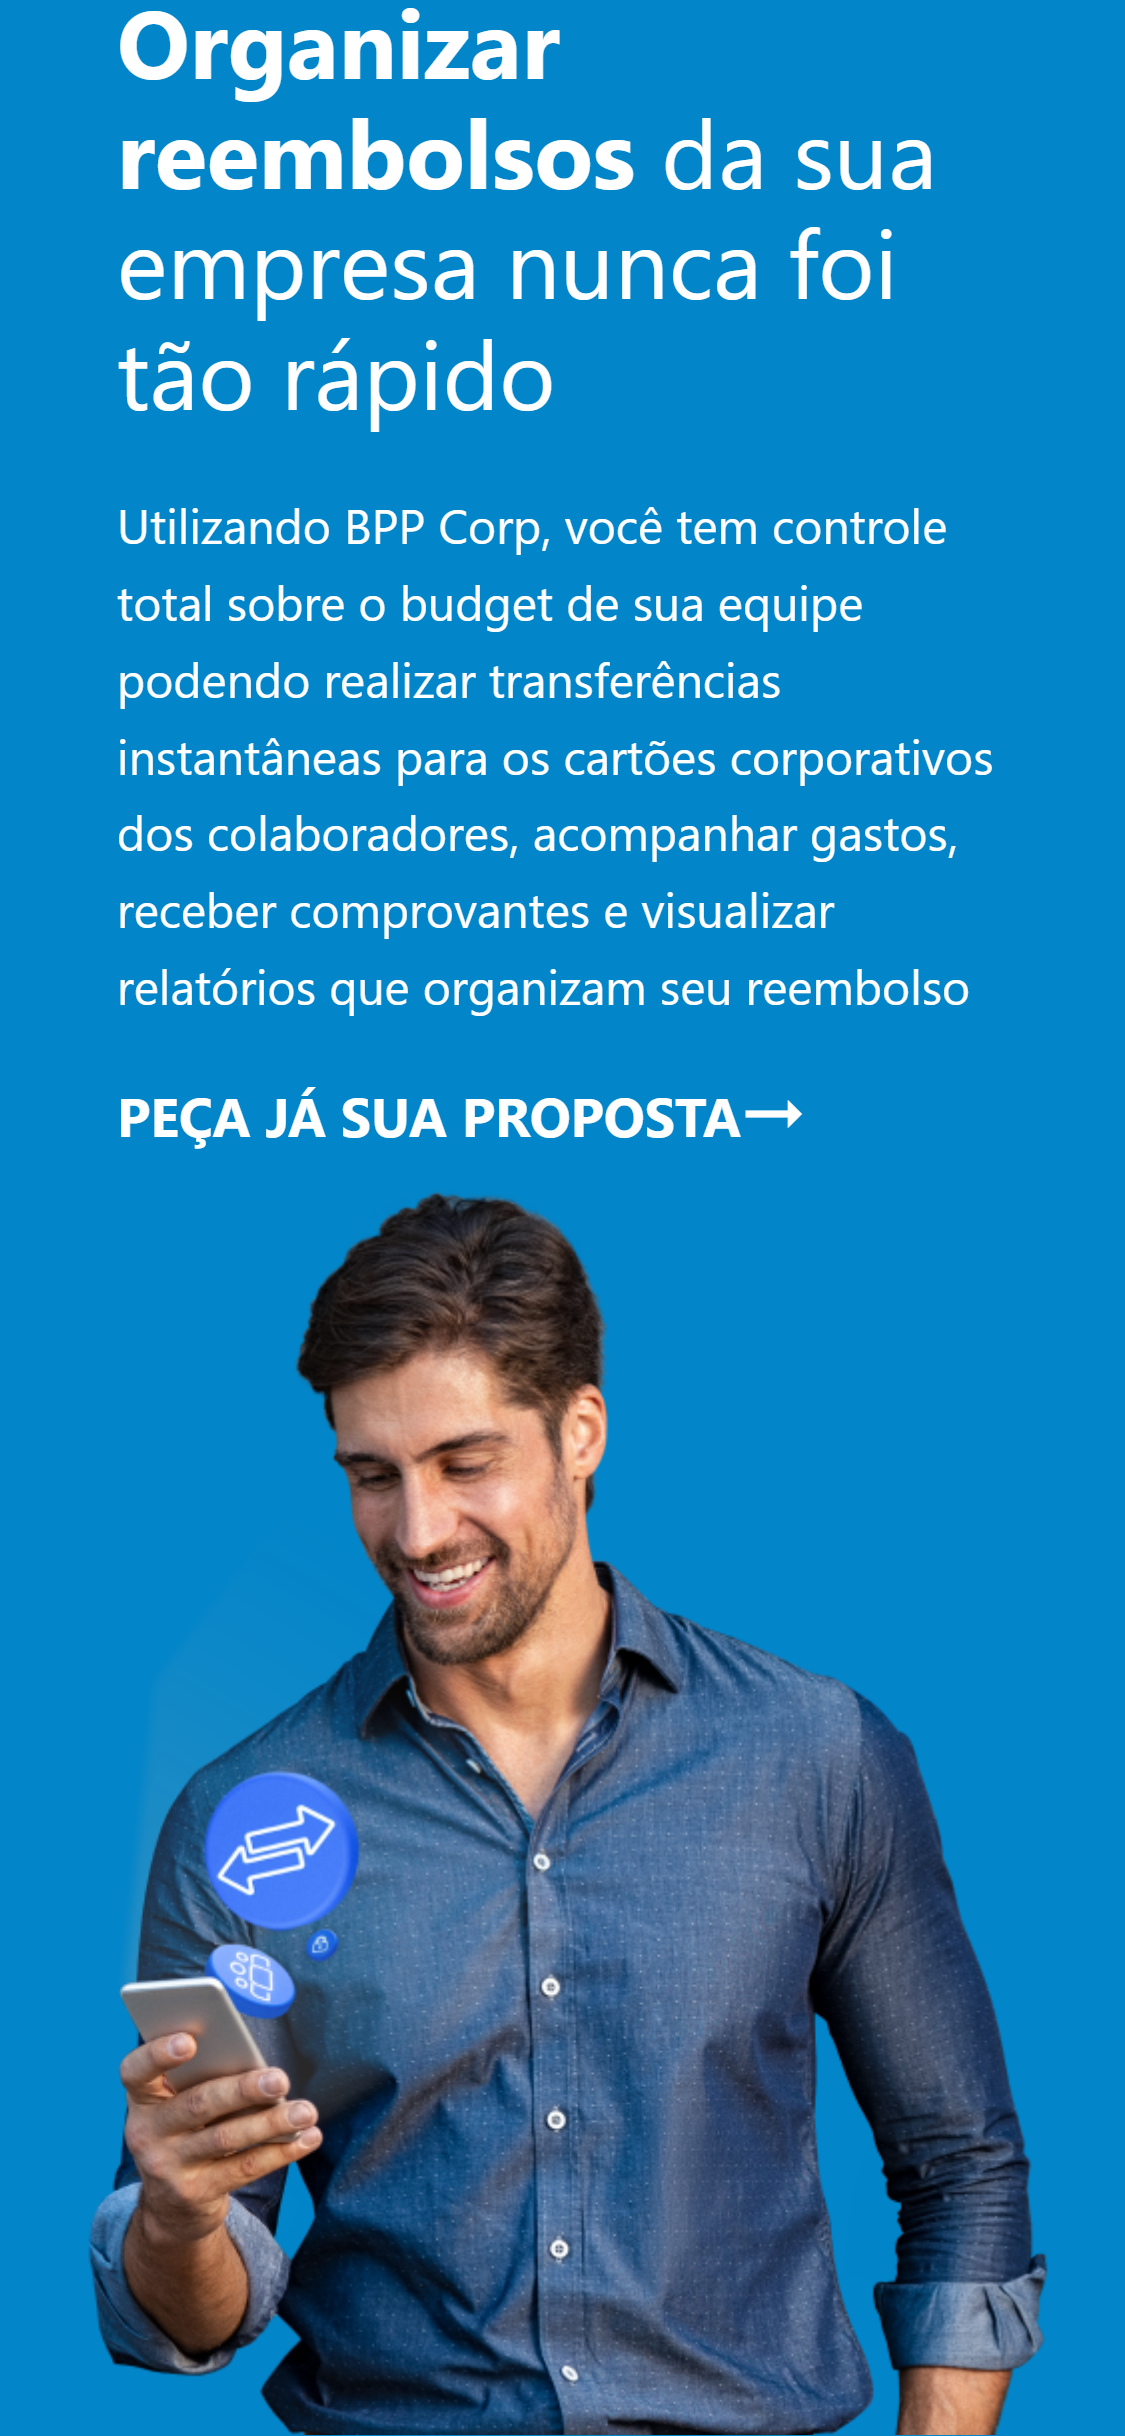 Organizar
reembolsos da sua
empresa nunca foi
tão rápido
Utilizando BPP Corp, você tem controle
total sobre o budget de sua equipe
podendo realizar transferências
instantâneas para os cartões corporativos
dos colaboradores, acompanhar gastos,
receber comprovantes e visualizar
relatórios que organizam seu reembolso
PEÇA JÁ SUA PROPOSTA→